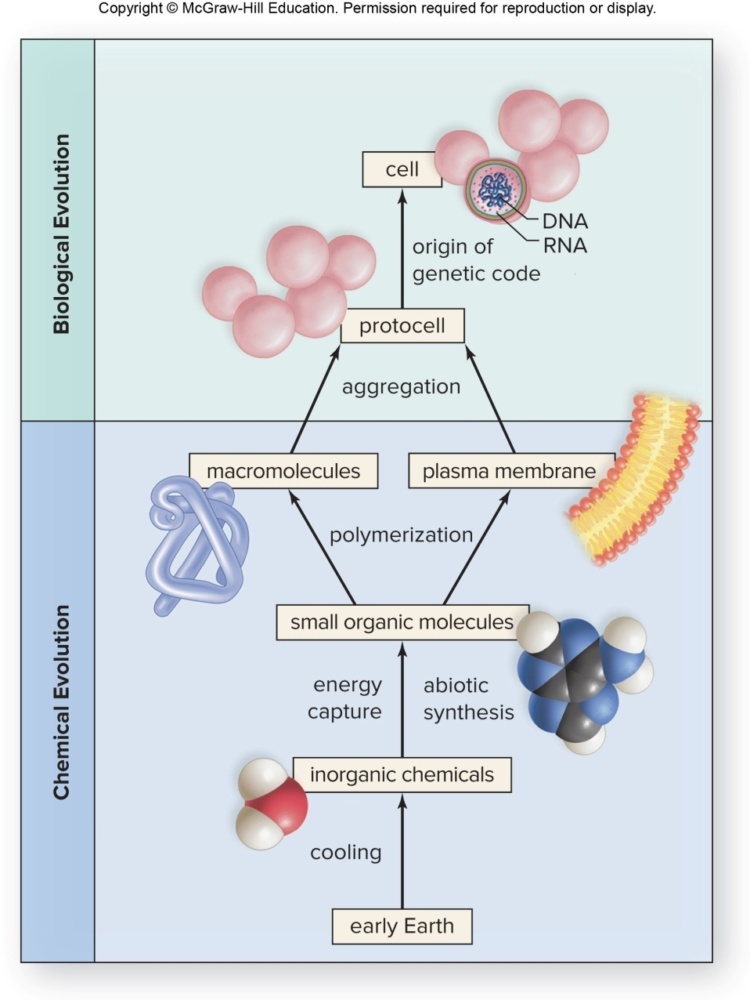 Copyright © McGraw-Hill Education. Permission required for reproduction or display.
Biological Evolution
cell
DNA
RNA
origin of
genetic code
protocell
aggregation
Chemical Evolution
macromolecules
plasma membrane
polymerization
small organic molecules
energy
capture
abiotic
synthesis
inorganic chemicals
cooling
early Earth